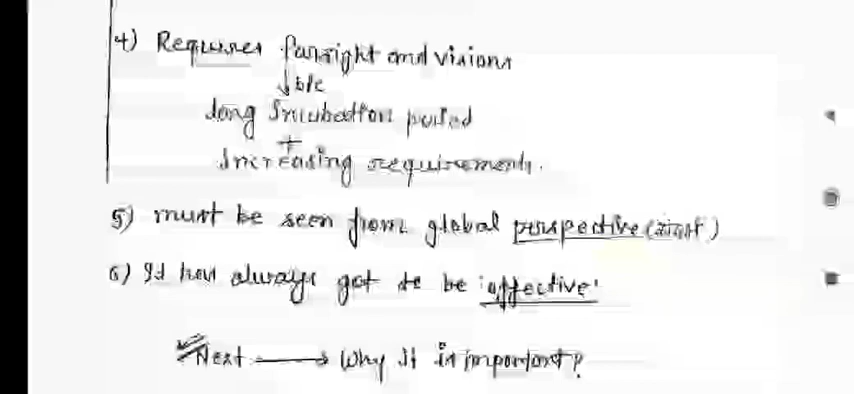 4) Requires farsight and visions
↓ b/c
long Incubation period
+
Increasing requirements.
5) must be seen from global perspective
6) It has always got to be 'effective'
Next → Why It is important?